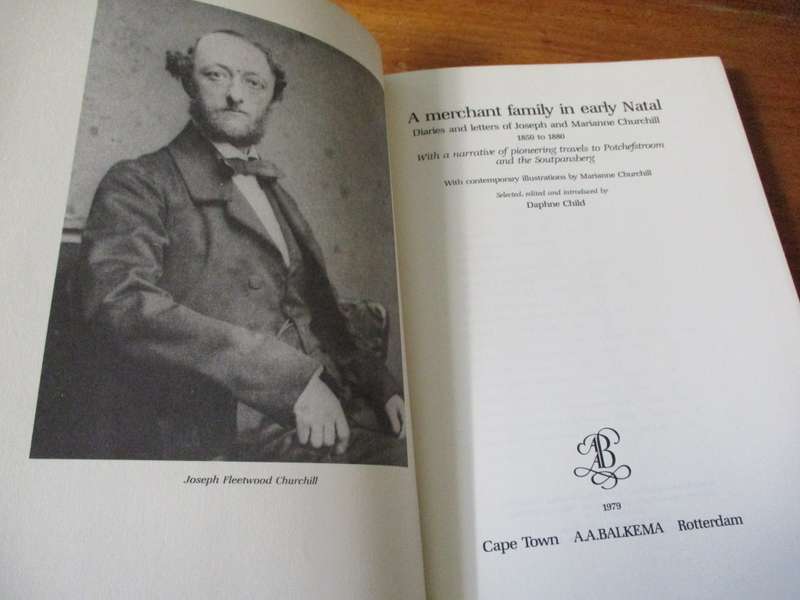 Joseph Fleetwood Churchill
A merchant family in early Natal
Diaries and letters of Joseph and Marianne Churchill
1850 to 1880
With a narrative of pioneering travels to Potchefstroom
and the Soutpansberg
With contemporary illustrations by Marianne Churchill
Selected, edited and introduced by
Daphne Child
AAB
1979
Cape Town A.A.BALKEMA Rotterdam